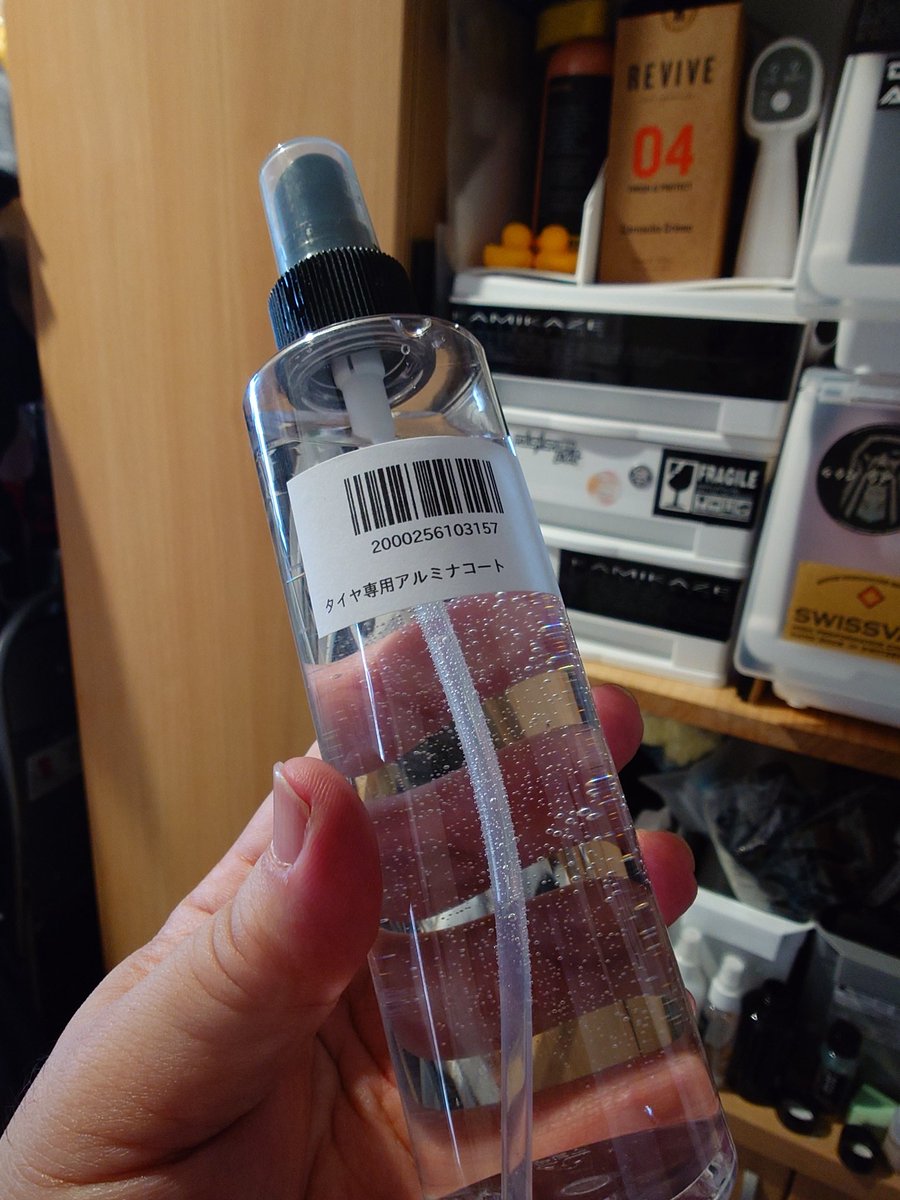 REVIVE
04
KAMIKAZE
FRAGILE
2000256103157
タイヤ専用アルミナコート
KAMIKAZE
SWISSV